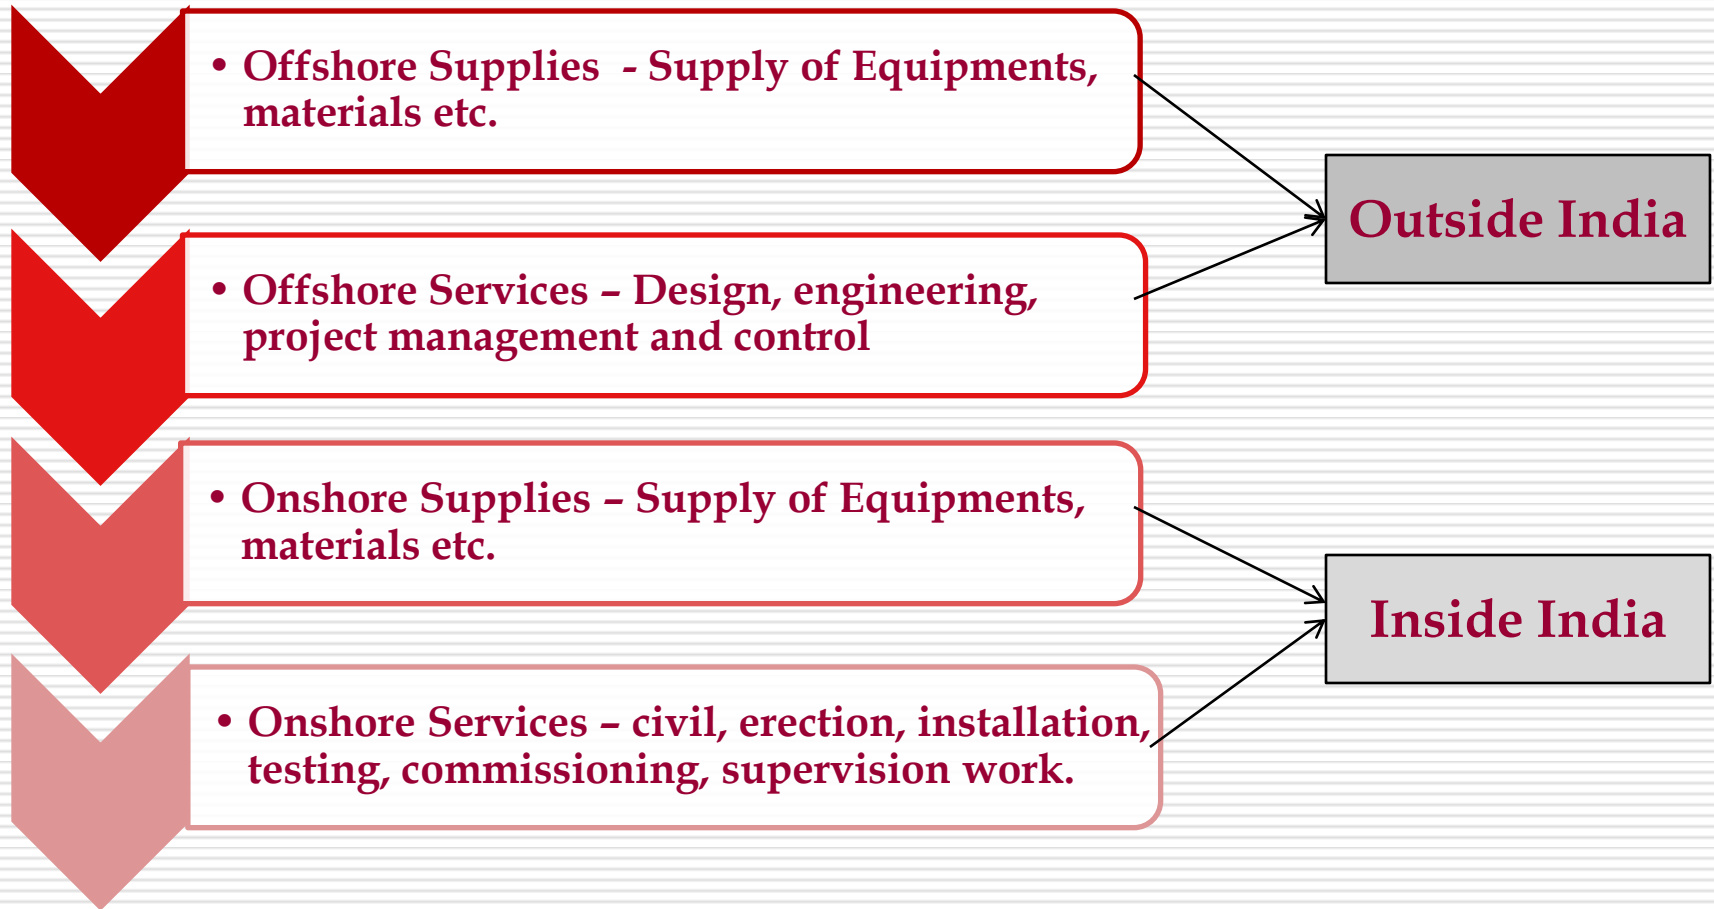 • Offshore Supplies - Supply of Equipments,
materials etc.
Outside India
• Offshore Services – Design, engineering,
project management and control
• Onshore Supplies – Supply of Equipments,
materials etc.
Inside India
• Onshore Services – civil, erection, installation,
testing, commissioning, supervision work.